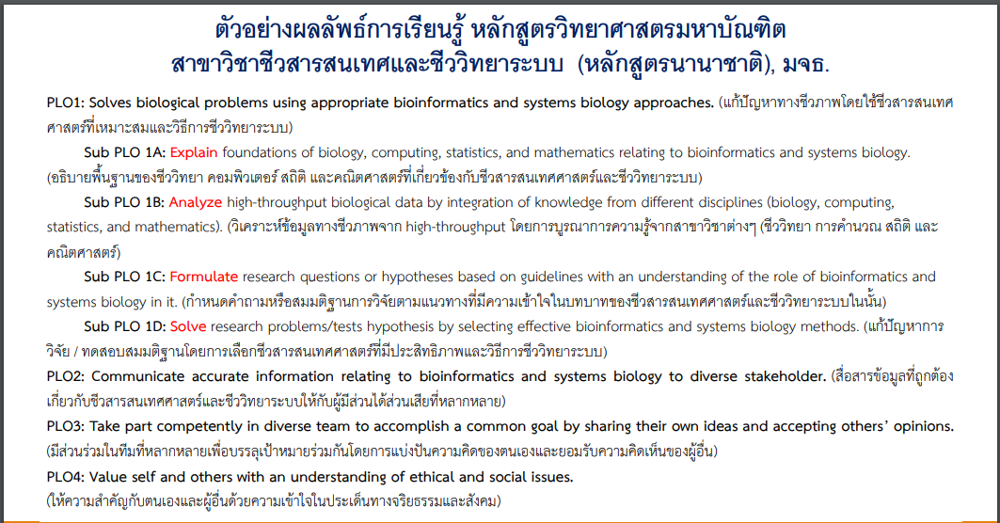 ตัวอย่างผลลัพธ์การเรียนรู้ หลักสูตรวิทยาศาสตรมหาบัณฑิต
สาขาวิชาชีวสารสนเทศและชีววิทยาระบบ (หลักสูตรนานาชาติ), มจธ.
PLO1: Solves biological problems using appropriate bioinformatics and systems biology approaches. (แก้ปัญหาทางชีวภาพโดยใช้ชีวสารสนเทศ
ศาสตร์ที่เหมาะสมและวิธีการชีววิทยาระบบ)
Sub PLO 1A: Explain foundations of biology, computing, statistics, and mathematics relating to bioinformatics and systems biology.
(อธิบายพื้นฐานของชีววิทยา คอมพิวเตอร์ สถิติ และคณิตศาสตร์ที่เกี่ยวข้องกับชีวสารสนเทศศาสตร์และชีววิทยาระบบ)
Sub PLO 1B: Analyze high-throughput biological data by integration of knowledge from different disciplines (biology, computing,
statistics, and mathematics). (วิเคราะห์ข้อมูลทางชีวภาพจาก high-throughput โดยการบูรณาการความรู้จากสาขาวิชาต่างๆ (ชีววิทยา การคำนวณ สถิติ และ
คณิตศาสตร์)
Sub PLO 1C: Formulate research questions or hypotheses based on guidelines with an understanding of the role of bioinformatics and
systems biology in it. (กำหนดคำถามหรือสมมติฐานการวิจัยตามแนวทางที่มีความเข้าใจในบทบาทของชีวสารสนเทศศาสตร์และชีววิทยาระบบในนั้น)
Sub PLO 1D: Solve research problems/tests hypothesis by selecting effective bioinformatics and systems biology methods. (แก้ปัญหาการ
วิจัย / ทดสอบสมมติฐานโดยการเลือกชีวสารสนเทศศาสตร์ที่มีประสิทธิภาพและวิธีการชีววิทยาระบบ)
PLO2: Communicate accurate information relating to bioinformatics and systems biology to diverse stakeholder. (สื่อสารข้อมูลที่ถูกต้อง
เกี่ยวกับชีวสารสนเทศศาสตร์และชีววิทยาระบบให้กับผู้มีส่วนได้ส่วนเสียที่หลากหลาย)
PLO3: Take part competently in diverse team to accomplish a common goal by sharing their own ideas and accepting others’ opinions.
(มีส่วนร่วมในทีมที่หลากหลายเพื่อบรรลุเป้าหมายร่วมกันโดยการแบ่งปันความคิดของตนเองและยอมรับความคิดเห็นของผู้อื่น)
PLO4: Value self and others with an understanding of ethical and social issues.
(ให้ความสำคัญกับตนเองและผู้อื่นด้วยความเข้าใจในประเด็นทางจริยธรรมและสังคม)